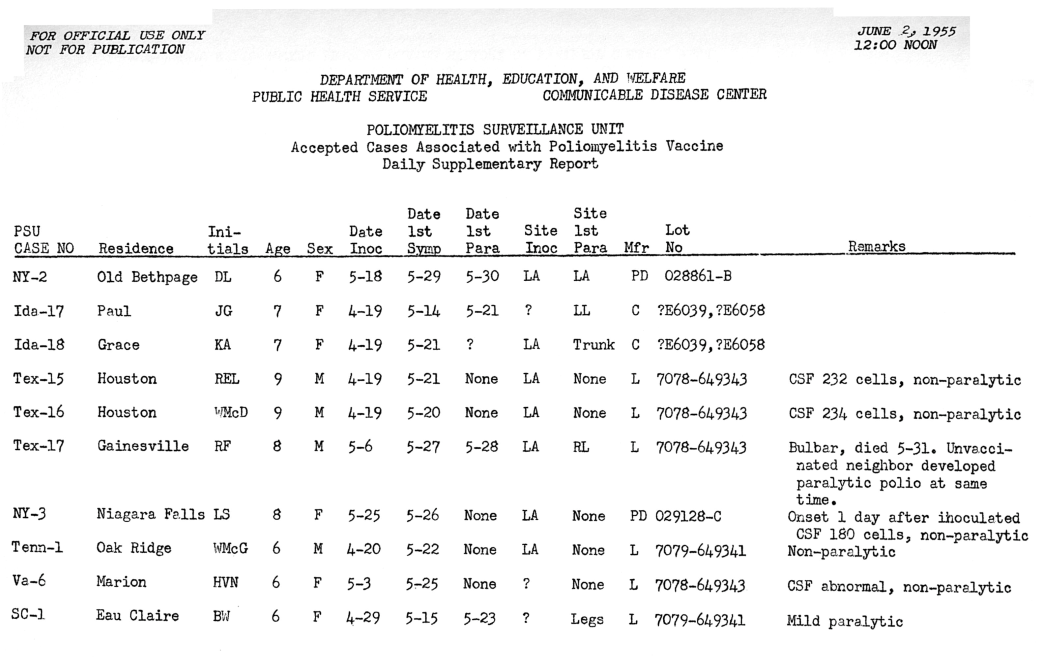 FOR OFFICIAL USE ONLY JUNE 2, 1955
NOT FOR PUBLICATION 12:00 NOON
DEPARTMENT OF HEALTH, EDUCATION, AND WELFARE
PUBLIC HEALTH SERVICE COMMUNICABLE DISEASE CENTER
POLIOMYELITIS SURVEILLANCE UNIT
Accepted Cases Associated with Poliomyelitis Vaccine
Daily Supplementary Report
Date Date Site
PSU Ini- Date 1st 1st Site 1st Lot
CASE NO Residence tials Age Sex Inoc Symp Para Inoc Para Mfr No Remarks
NY-2 Old Bethpage DL 6 F 5-18 5-29 5-30 LA LA PD 028861-B
Ida-17 Paul JG 7 F 4-19 5-14 5-21 ? LL C ?E6039,?E6058
Ida-18 Grace KA 7 F 4-19 5-21 ? LA Trunk C ?E6039,?E6058
Tex-15 Houston REL 9 M 4-19 5-21 None LA None L 7078-649343 CSF 232 cells, non-paralytic
Tex-16 Houston WMcD 9 M 4-19 5-20 None LA None L 7078-649343 CSF 234 cells, non-paralytic
Tex-17 Gainesville RF 8 M 5-6 5-27 5-28 LA RL L 7078-649343 Bulbar, died 5-31. Unvacci-
nated neighbor developed
paralytic polio at same
time.
NY-3 Niagara Falls LS 8 F 5-25 5-26 None LA None PD 029128-C Onset 1 day after inoculated
CSF 180 cells, non-paralytic
Tenn-1 Oak Ridge WMcG 6 M 4-20 5-22 None LA None L 7079-649341 Non-paralytic
Va-6 Marion HVN 6 F 5-3 5-25 None ? None L 7078-649343 CSF abnormal, non-paralytic
SC-1 Eau Claire BW 6 F 4-29 5-15 5-23 ? Legs L 7079-649341 Mild paralytic